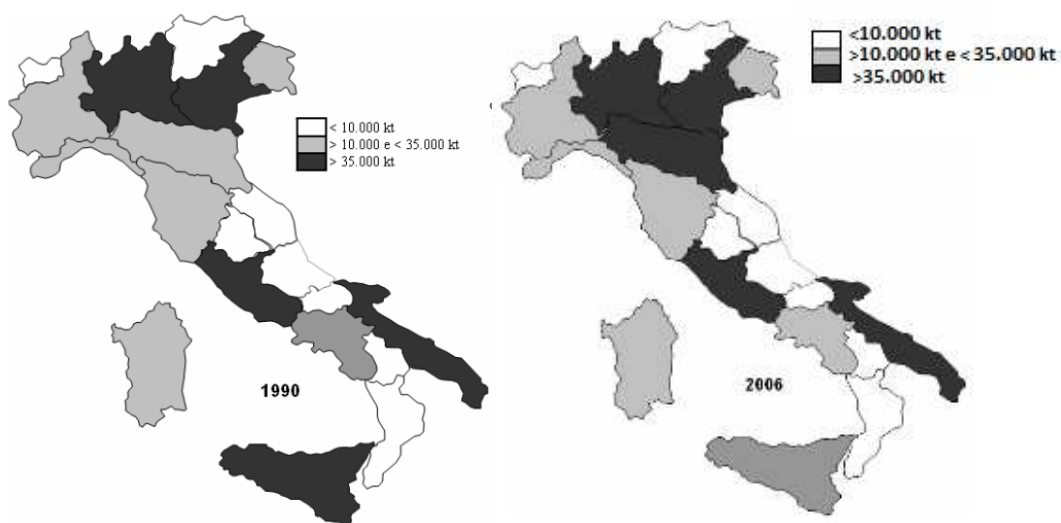 < 10.000 kt
> 10.000 e < 35.000 kt
> 35.000 kt
1990
<10.000 kt
>10.000 kt e < 35.000 kt
>35.000 kt
2006